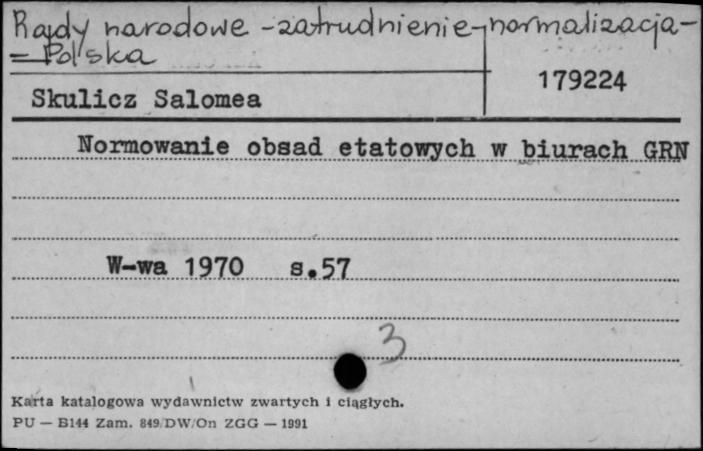 Rady narodowe - zatrudnienie - normalizacja -
- Polska
179224
Skulicz Salomea
Normowanie obsad etatowych w biurach GRN
W-wa 1970 s.57
3
Karta katalogowa wydawnictw zwartych i ciągłych.
PU — B144 Zam. 849/DW/On ZGG — 1991